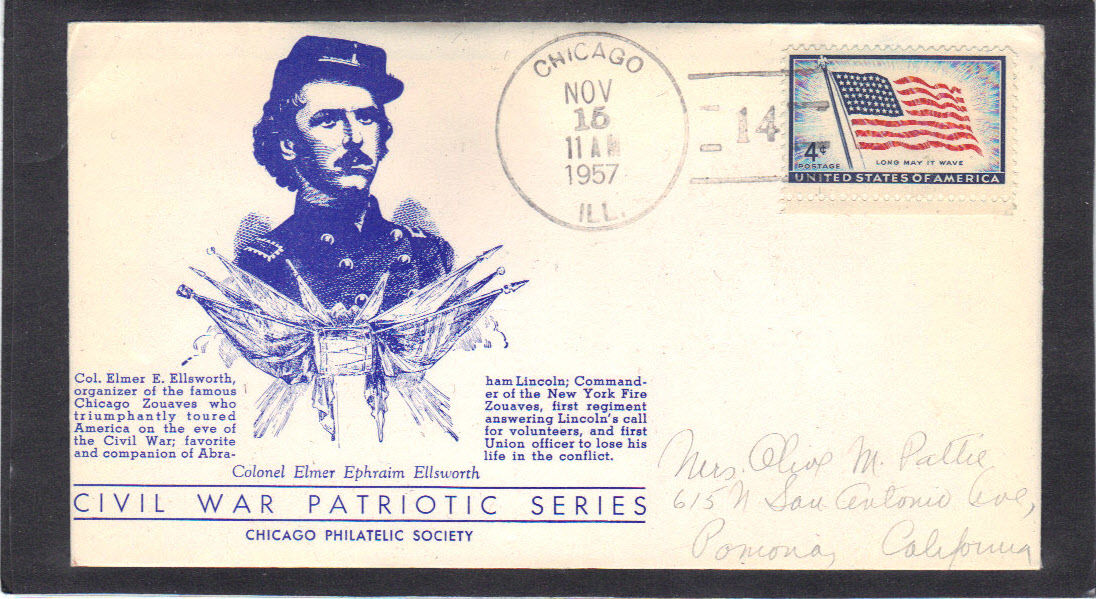 CHICAGO
NOV
15
11 AM
1957
ILL.
14
4¢
POSTAGE
LONG MAY IT WAVE
UNITED STATES OF AMERICA
Col. Elmer E. Ellsworth,
organizer of the famous
Chicago Zouaves who
triumphantly toured
America on the eve of
the Civil War; favorite
and companion of Abra-
ham Lincoln; Command-
er of the New York Fire
Zouaves, first regiment
answering Lincoln's call
for volunteers, and first
Union officer to lose his
life in the conflict.
Colonel Elmer Ephraim Ellsworth
CIVIL WAR PATRIOTIC SERIES
CHICAGO PHILATELIC SOCIETY
Mrs. Olive M. Pattie
615 N San Antonio Ave,
Pomona, California